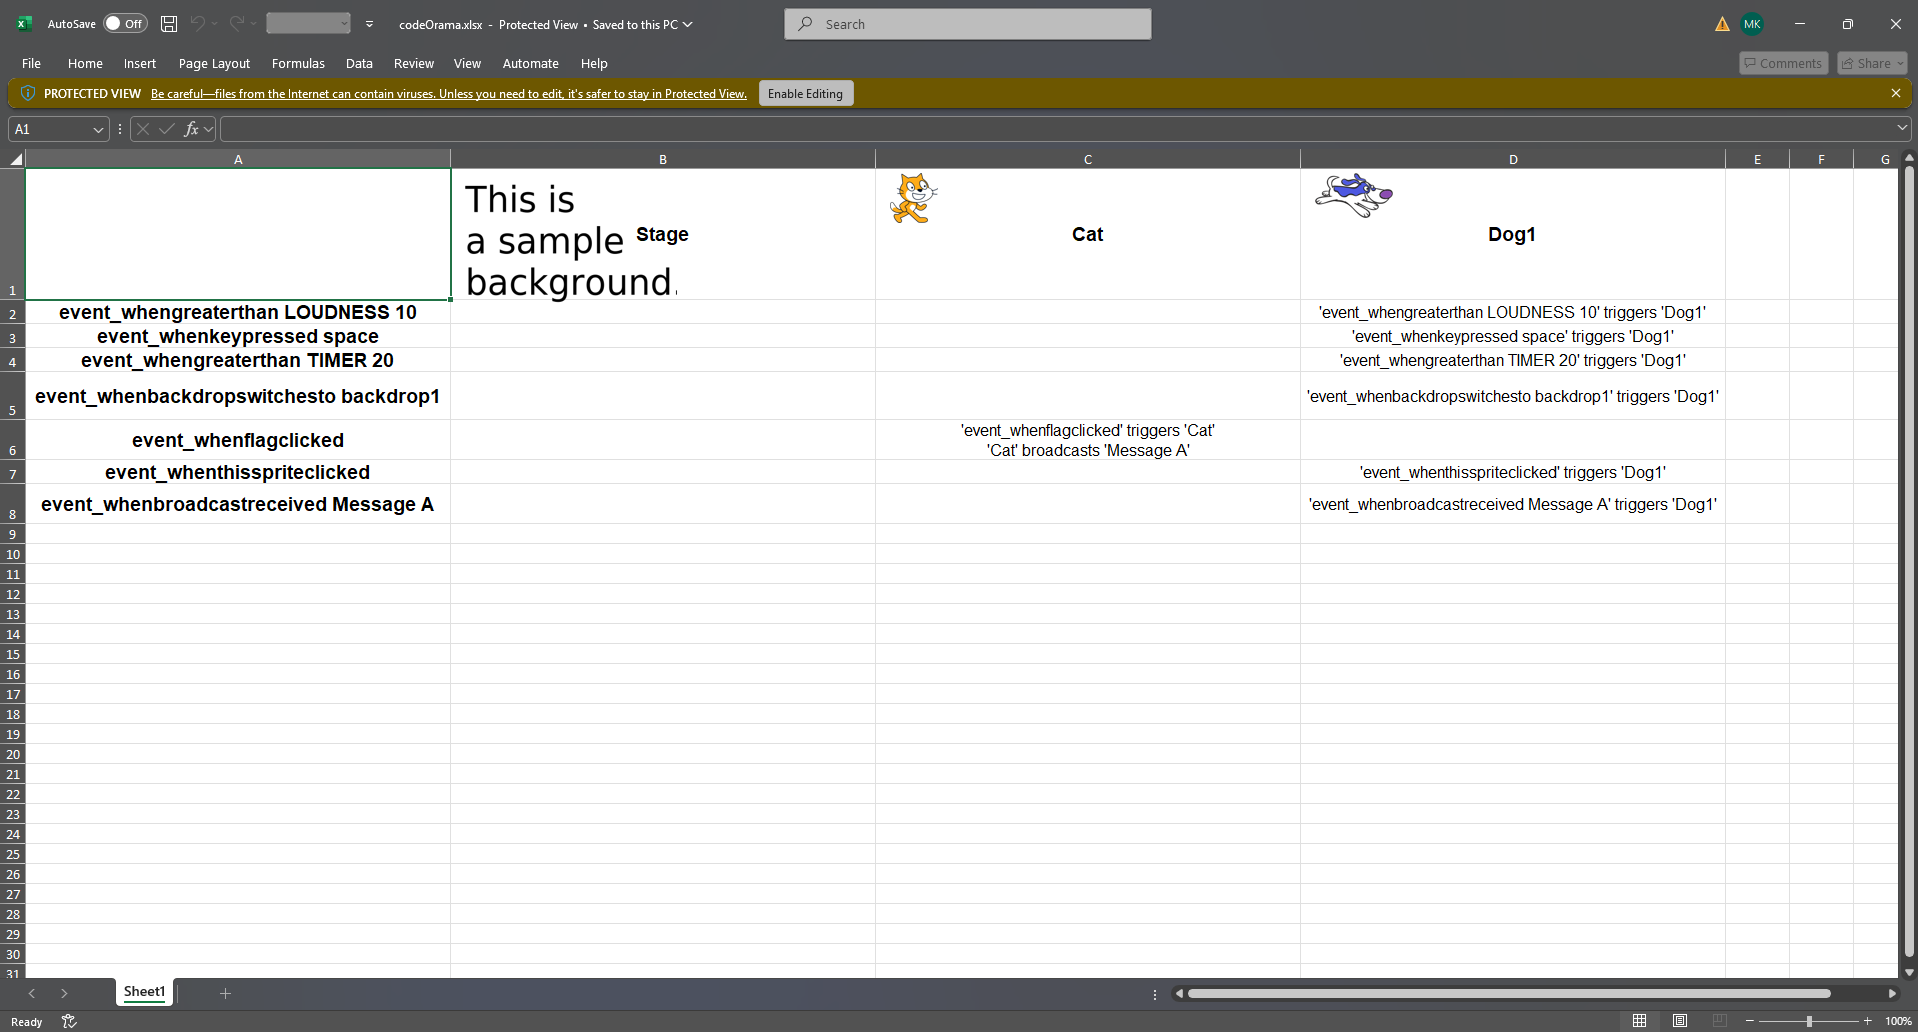 AutoSave Off codeOrama.xlsx - Protected View • Saved to this PC Search MK
File Home Insert Page Layout Formulas Data Review View Automate Help Comments Share
PROTECTED VIEW Be careful—files from the Internet can contain viruses. Unless you need to edit, it's safer to stay in Protected View. Enable Editing
A1 fx
A B C D E F G
This is
a sample
background.
Stage Cat Dog1
1
2 event_whengreaterthan LOUDNESS 10 'event_whengreaterthan LOUDNESS 10' triggers 'Dog1'
3 event_whenkeypressed space 'event_whenkeypressed space' triggers 'Dog1'
4 event_whengreaterthan TIMER 20 'event_whengreaterthan TIMER 20' triggers 'Dog1'
5 event_whenbackdropswitchesto backdrop1 'event_whenbackdropswitchesto backdrop1' triggers 'Dog1'
6 event_whenflagclicked 'event_whenflagclicked' triggers 'Cat'
'Cat' broadcasts 'Message A'
7 event_whenthisspriteclicked 'event_whenthisspriteclicked' triggers 'Dog1'
8 event_whenbroadcastreceived Message A 'event_whenbroadcastreceived Message A' triggers 'Dog1'
9
10
11
12
13
14
15
16
17
18
19
20
21
22
23
24
25
26
27
28
29
30
31
Sheet1
Ready 100%